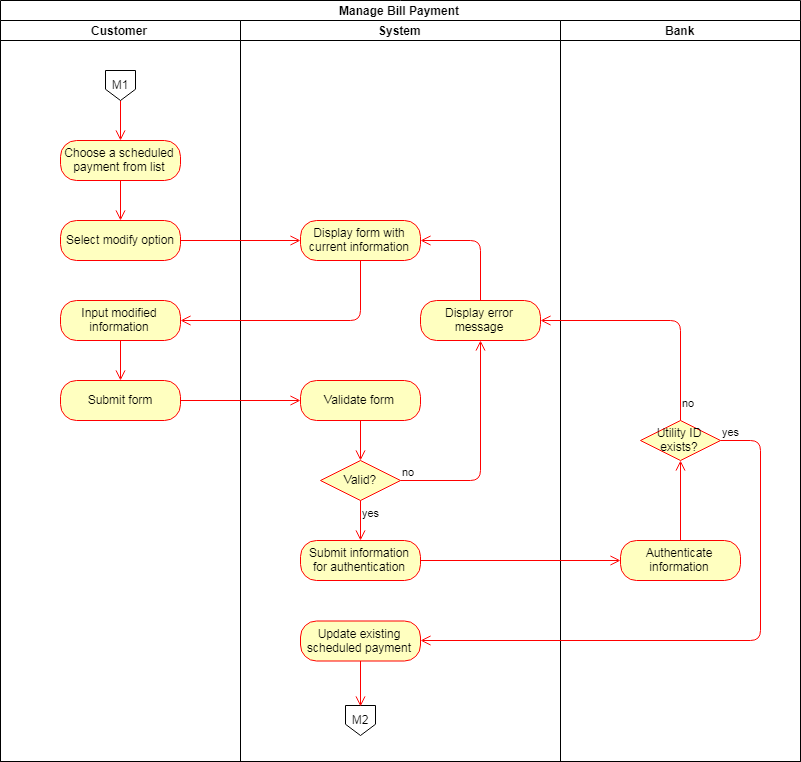 Manage Bill Payment
Customer
System
Bank
M1
Choose a scheduled
payment from list
Select modify option
Display form with
current information
Input modified
information
Display error
message
Submit form
Validate form
no
Utility ID
exists?
yes
Valid?
no
yes
Submit information
for authentication
Authenticate
information
Update existing
scheduled payment
M2